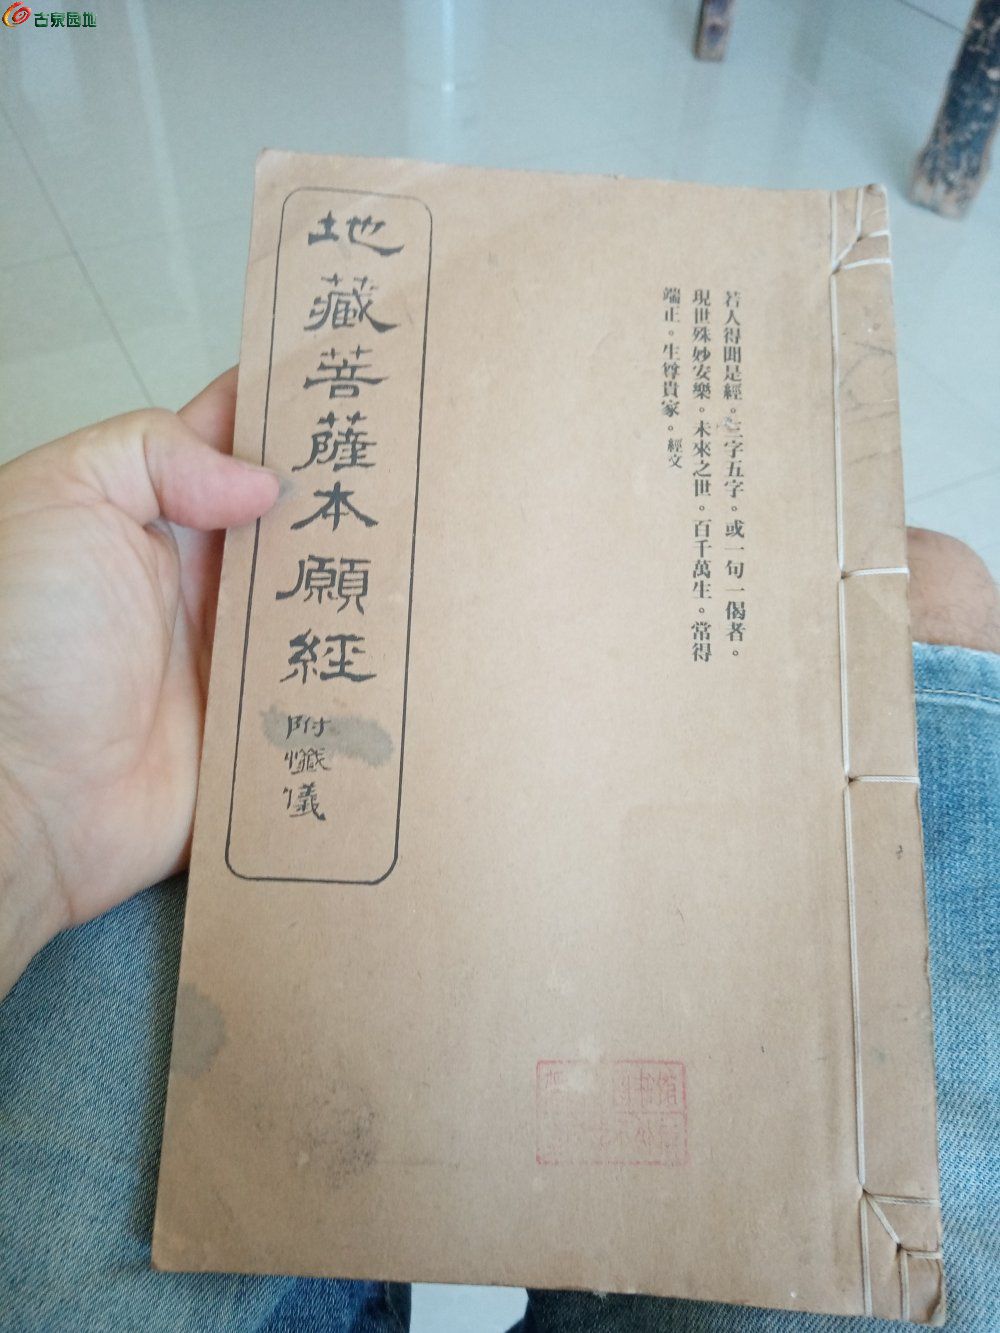 古泉园地
若人得聞是經。三字五字。或一句一偈者。
現世殊妙安樂。未來之世。百千萬生。常得
端正。生尊貴家。經文
地藏菩薩本願經
附懺儀